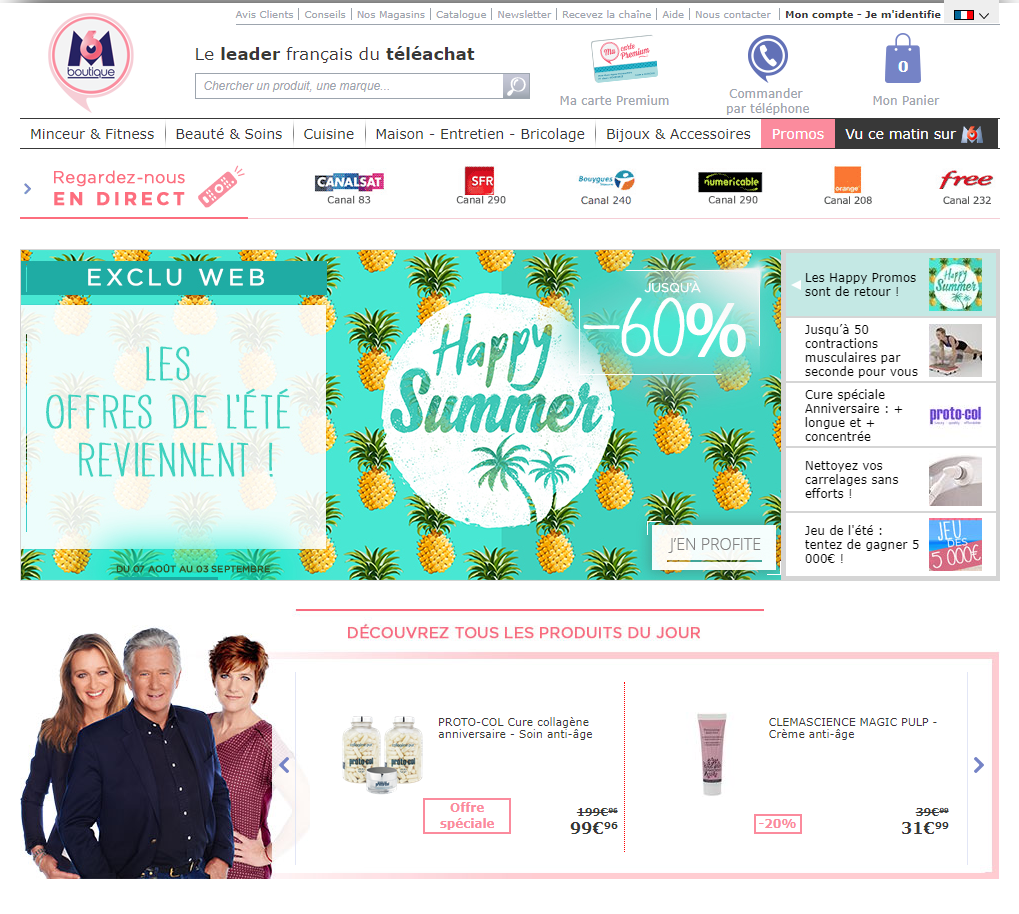 Avis Clients | Conseils | Nos Magasins | Catalogue | Newsletter | Recevez la chaîne | Aide | Nous contacter | Mon compte - Je m'identifie
M6
boutique
Le leader français du téléachat
Chercher un produit, une marque...
Ma carte Premium
Ma carte Premium
Commander
par téléphone
0
Mon Panier
Minceur & Fitness
Beauté & Soins
Cuisine
Maison - Entretien - Bricolage
Bijoux & Accessoires
Promos
Vu ce matin sur M6
Regardez-nous
EN DIRECT
CANALSAT
Canal 83
SFR
Canal 290
Bouygues
Canal 240
numericable
Canal 290
orange
Canal 208
free
Canal 232
EXCLU WEB
LES
OFFRES DE L'ÉTÉ
REVIENNENT !
DU 07 AOÛT AU 03 SEPTEMBRE
Happy
Summer
JUSQU'À
–60%
J'EN PROFITE
Les Happy Promos
sont de retour !
Happy
Summer
Jusqu’à 50
contractions
musculaires par
seconde pour vous
Cure spéciale
Anniversaire : +
longue et +
concentrée
proto-col
Nettoyez vos
carrelages sans
efforts !
Jeu de l'été :
tentez de gagner 5
000€ !
JEU
DES
5 000€
DÉCOUVREZ TOUS LES PRODUITS DU JOUR
proto-col
PROTO-COL Cure collagène
anniversaire - Soin anti-âge
Offre
spéciale
199€96
99€96
CLEMASCIENCE MAGIC PULP -
Crème anti-âge
-20%
39€99
31€99